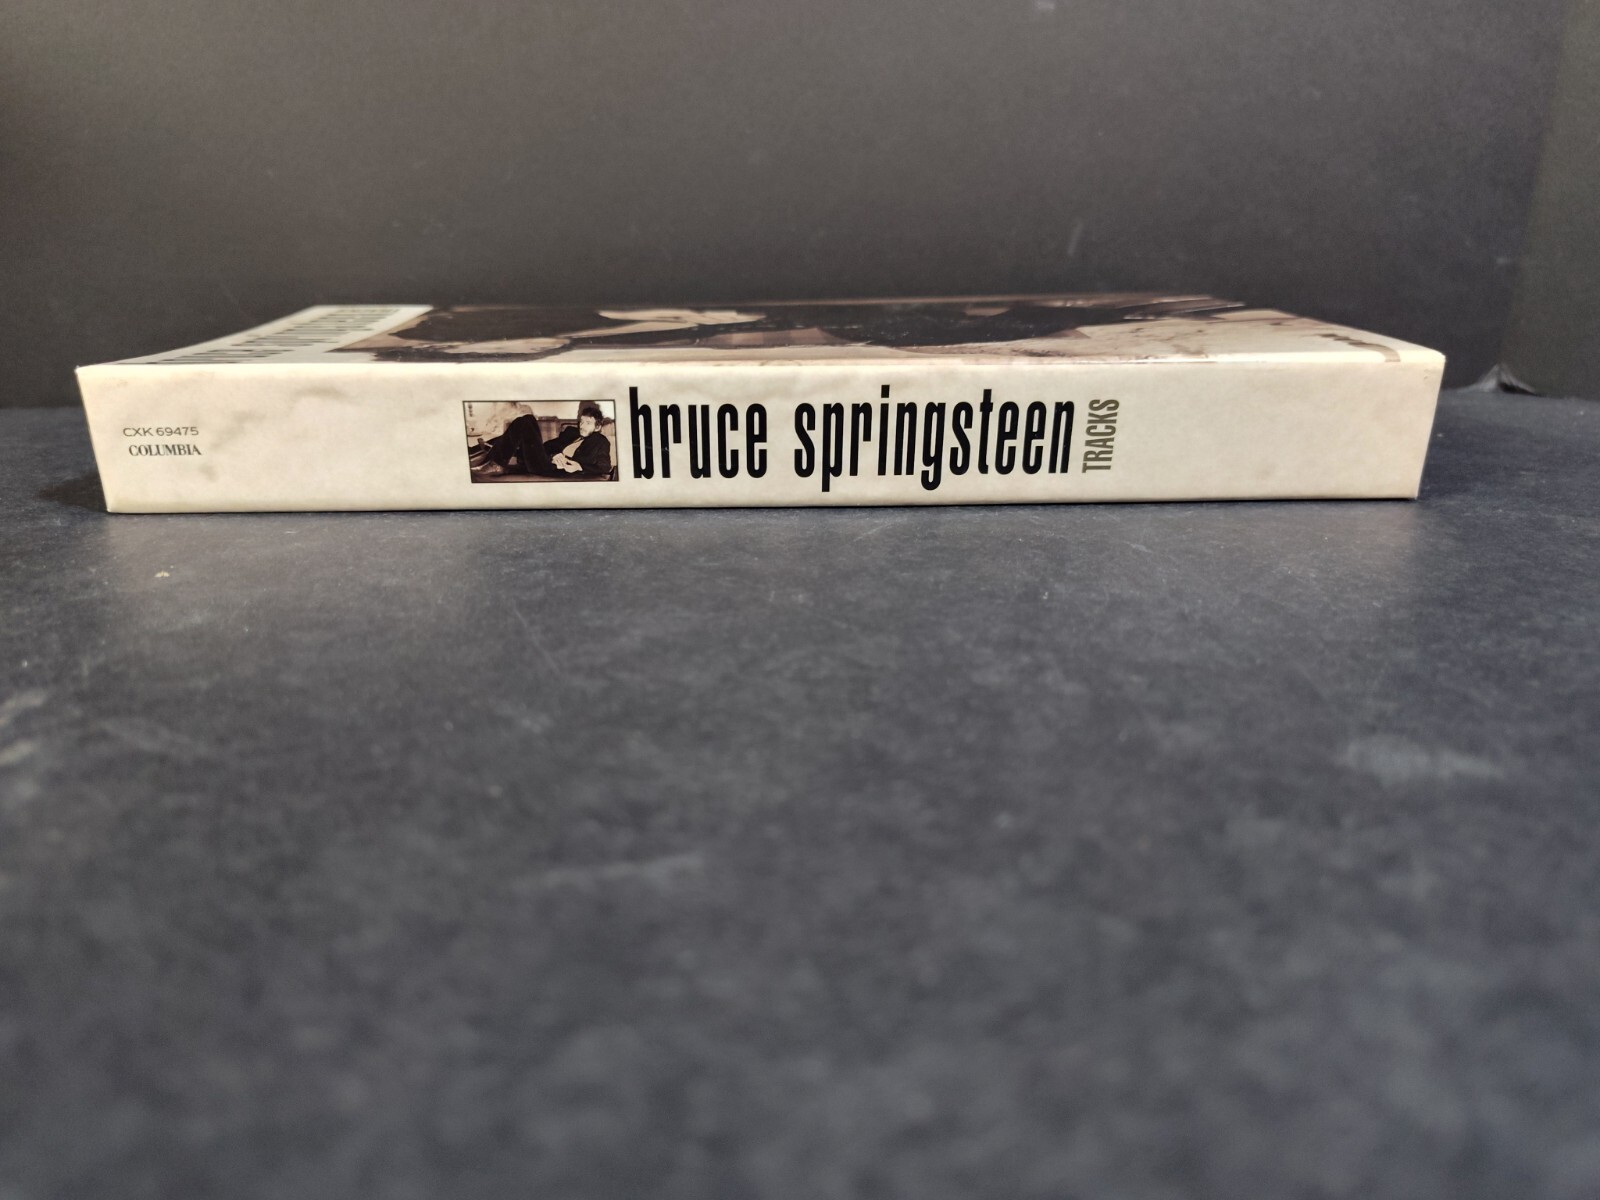 CXK 69475
COLUMBIA
bruce springsteen
TRACKS